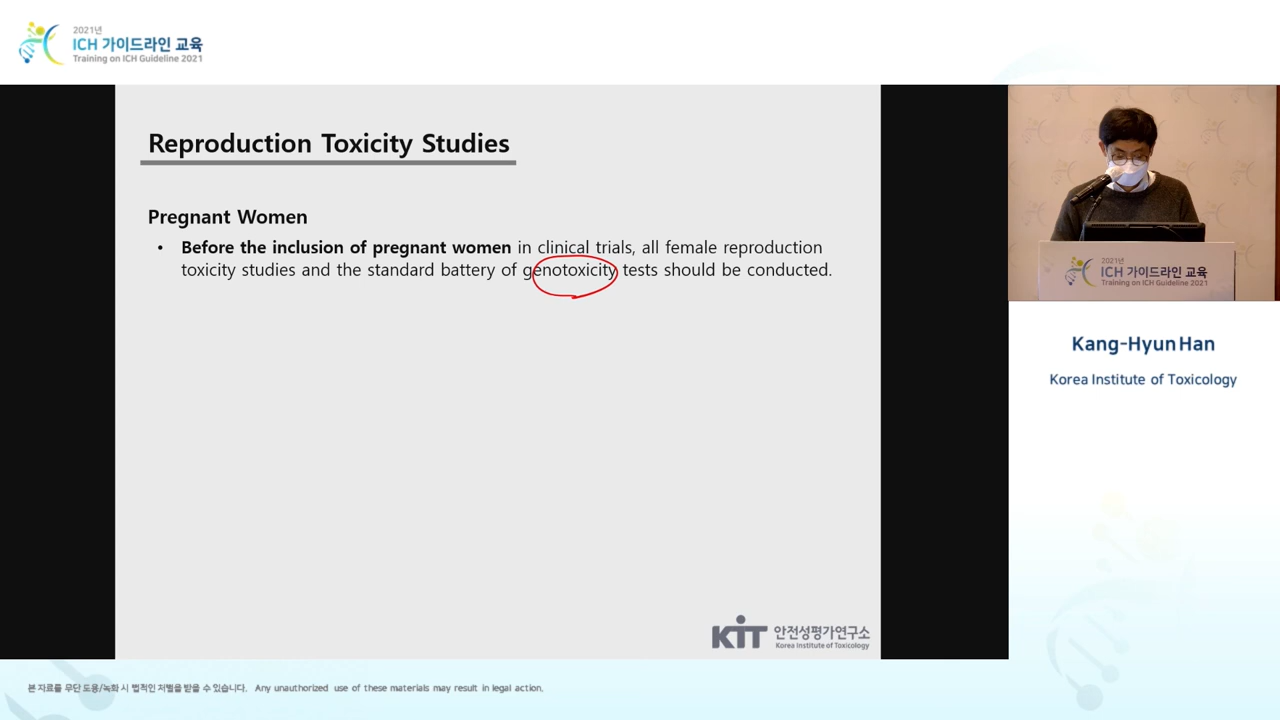 2021년
ICH 가이드라인 교육
Training on ICH Guideline 2021
Reproduction Toxicity Studies
Pregnant Women
• Before the inclusion of pregnant women in clinical trials, all female reproduction
toxicity studies and the standard battery of genotoxicity tests should be conducted.
KIT 안전성평가연구소
Korea Institute of Toxicology
2021년
ICH 가이드라인 교육
Training on ICH Guideline 2021
Kang-Hyun Han
Korea Institute of Toxicology
본 자료를 무단 도용/녹화 시 법적인 처벌을 받을 수 있습니다. Any unauthorized use of these materials may result in legal action.